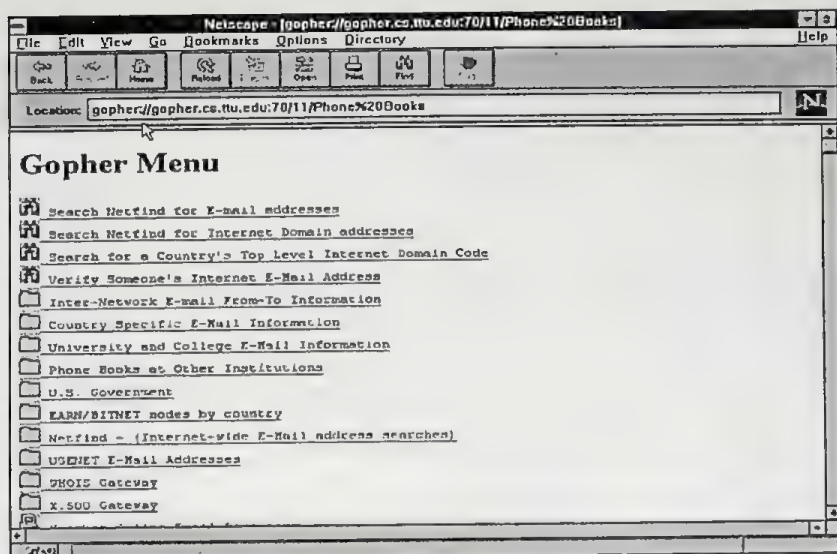 Netscape - [gopher://gopher.cs.ttu.edu:70/11/Phone%20Books]
File Edit View Go Bookmarks Options Directory Help
Back Home Reload Open Print Find
Location: gopher://gopher.cs.ttu.edu:70/11/Phone%20Books
N
Gopher Menu
Search Netfind for E-mail addresses
Search Netfind for Internet Domain addresses
Search for a Country's Top Level Internet Domain Code
Verify Someone's Internet E-Mail Address
Inter-Network E-mail From-To Information
Country Specific E-Mail Information
University and College E-Mail Information
Phone Books at Other Institutions
U.S. Government
EARN/BITNET nodes by country
Netfind - (Internet-wide E-Mail address searches)
USENET E-Mail Addresses
WHOIS Gateway
X.500 Gateway